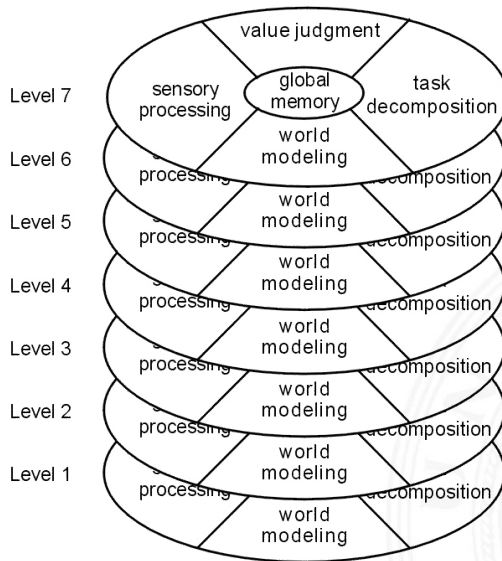 value judgment
Level 7
sensory
processing
global
memory
task
decomposition
world
modeling
Level 6
processing
decomposition
world
modeling
Level 5
processing
decomposition
world
modeling
Level 4
processing
decomposition
world
modeling
Level 3
processing
decomposition
world
modeling
Level 2
processing
decomposition
world
modeling
Level 1
processing
decomposition
world
modeling